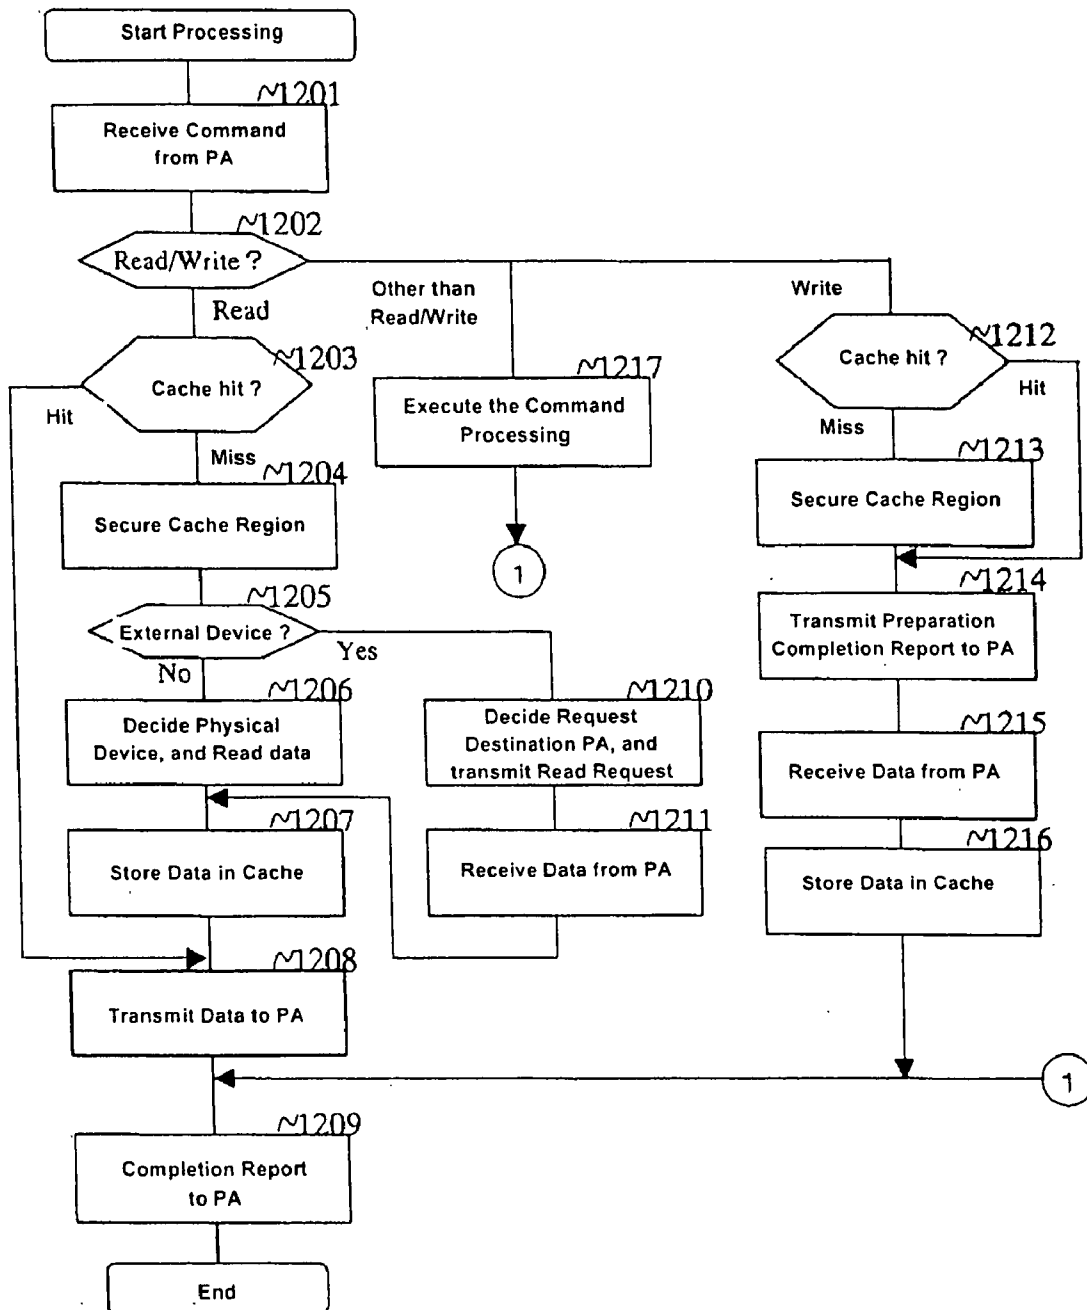 Start Processing
~1201
Receive Command
from PA
~1202
Read/Write ?
Read
Other than
Read/Write
Write
~1203
Cache hit ?
Hit
Miss
~1217
Execute the Command
Processing
1
~1212
Cache hit ?
Hit
Miss
~1204
Secure Cache Region
~1213
Secure Cache Region
~1205
External Device ?
Yes
No
~1214
Transmit Preparation
Completion Report to PA
~1206
Decide Physical
Device, and Read data
~1210
Decide Request
Destination PA, and
transmit Read Request
~1215
Receive Data from PA
~1207
Store Data in Cache
~1211
Receive Data from PA
~1216
Store Data in Cache
~1208
Transmit Data to PA
1
~1209
Completion Report
to PA
End